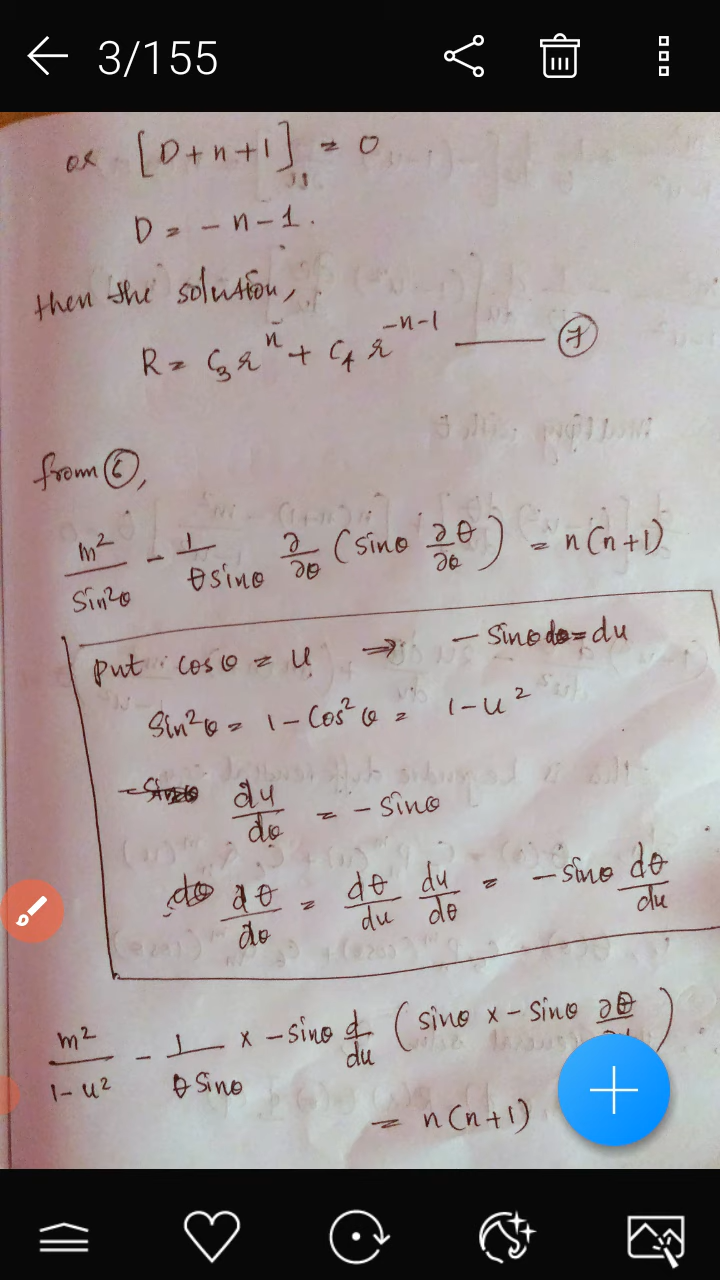 3/155
or [D+n+1] = 0
D = -n-1.
then the solution,
R = C₃ r^n + C₄ r^(-n-1) —— ⑦
from ⑥,
m²/Sin²θ - 1/(Θ sinθ) ∂/∂θ (sinθ ∂Θ/∂θ) = n(n+1)
Put cosθ = u ⇒ - sinθ dθ = du
Sin²θ = 1 - Cos²θ = 1-u²
du/dθ = - sinθ
dΘ/dθ = dΘ/du du/dθ = - sinθ dΘ/du
m²/(1-u²) - 1/(Θ Sinθ) x - sinθ d/du (sinθ x - sinθ ∂Θ/
= n(n+1)